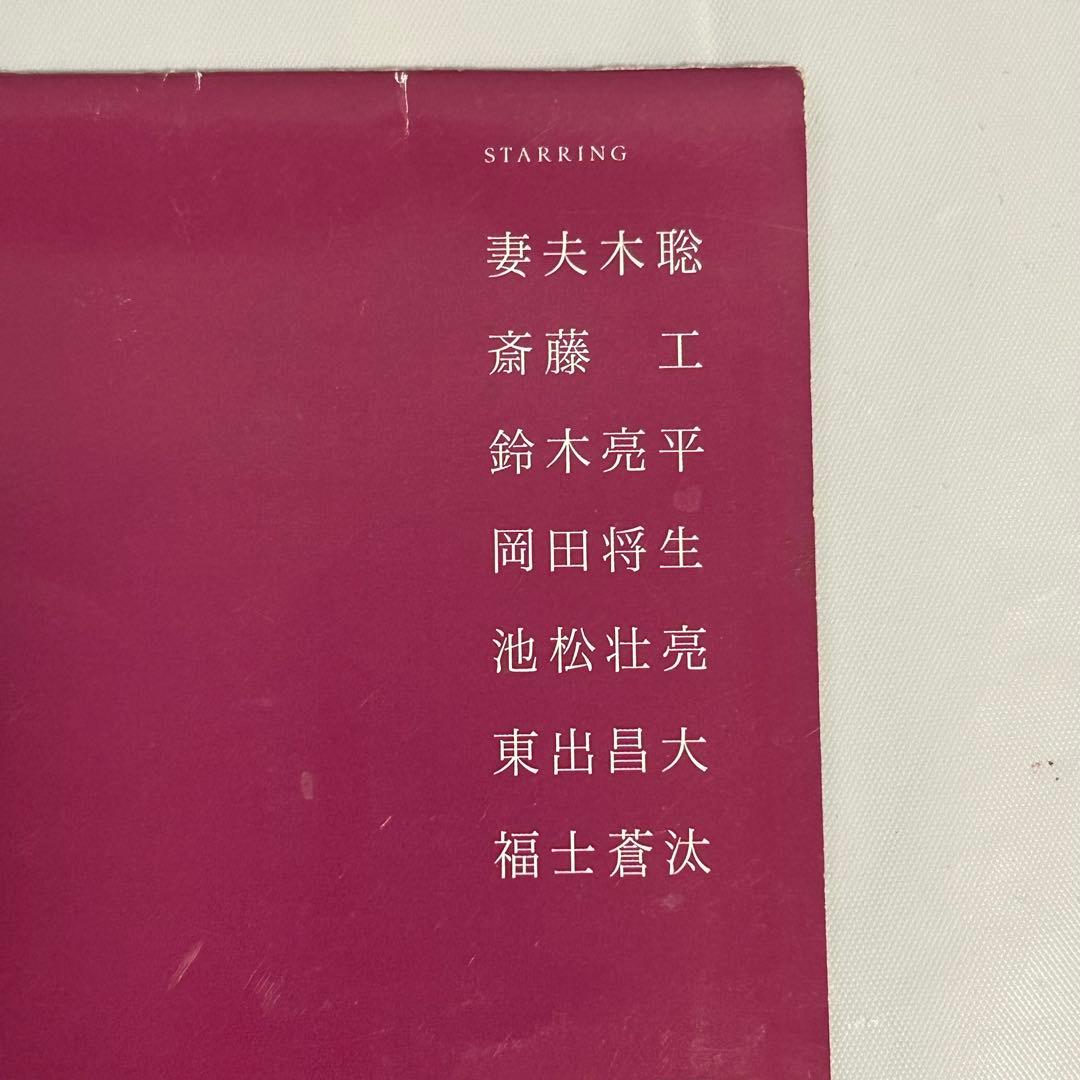 STARRING
妻夫木聡
斎藤　工
鈴木亮平
岡田将生
池松壮亮
東出昌大
福士蒼汰